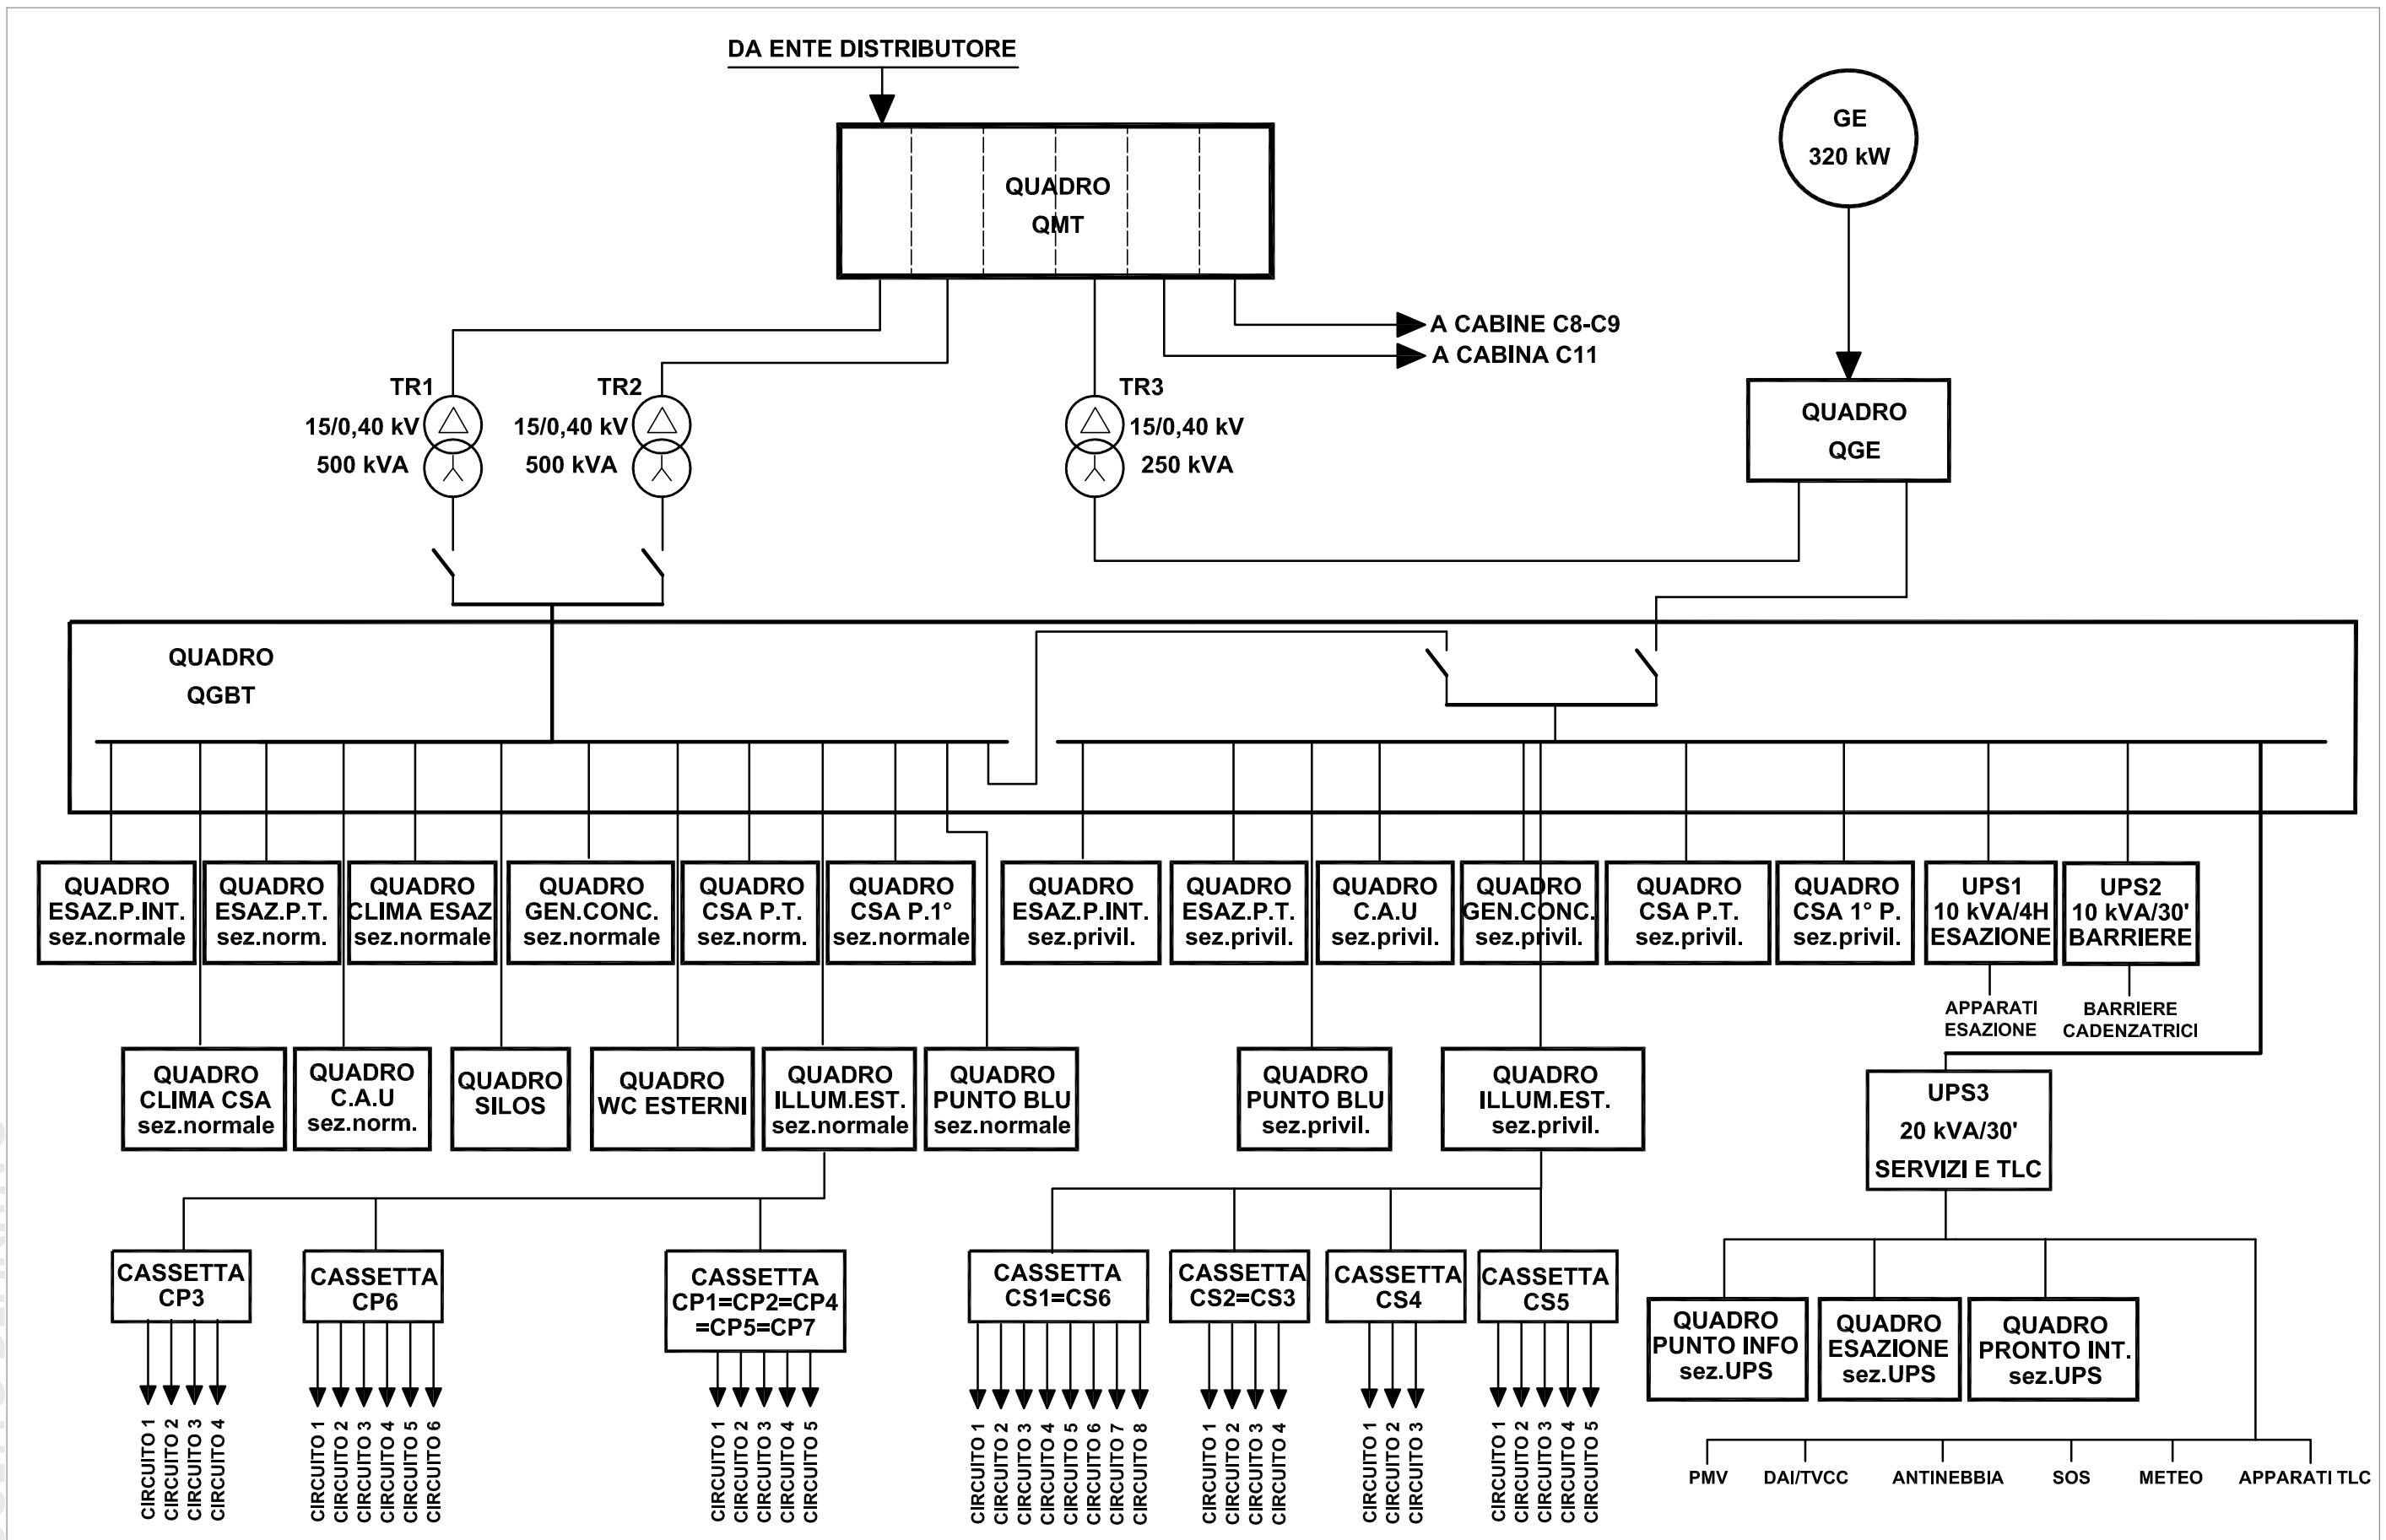 DA ENTE DISTRIBUTORE
GE
320 kW
QUADRO
QMT
A CABINE C8-C9
A CABINA C11
TR1
15/0,40 kV
500 kVA
TR2
15/0,40 kV
500 kVA
TR3
15/0,40 kV
250 kVA
QUADRO
QGE
QUADRO
QGBT
QUADRO
ESAZ.P.INT.
sez.normale
QUADRO
ESAZ.P.T.
sez.norm.
QUADRO
CLIMA ESAZ
sez.normale
QUADRO
GEN.CONC.
sez.normale
QUADRO
CSA P.T.
sez.norm.
QUADRO
CSA P.1°
sez.normale
QUADRO
ESAZ.P.INT.
sez.privil.
QUADRO
ESAZ.P.T.
sez.privil.
QUADRO
C.A.U
sez.privil.
QUADRO
GEN.CONC.
sez.privil.
QUADRO
CSA P.T.
sez.privil.
QUADRO
CSA 1° P.
sez.privil.
UPS1
10 kVA/4H
ESAZIONE
UPS2
10 kVA/30'
BARRIERE
APPARATI
ESAZIONE
BARRIERE
CADENZATRICI
QUADRO
CLIMA CSA
sez.normale
QUADRO
C.A.U
sez.norm.
QUADRO
SILOS
QUADRO
WC ESTERNI
QUADRO
ILLUM.EST.
sez.normale
QUADRO
PUNTO BLU
sez.normale
QUADRO
PUNTO BLU
sez.privil.
QUADRO
ILLUM.EST.
sez.privil.
UPS3
20 kVA/30'
SERVIZI E TLC
CASSETTA
CP3
CASSETTA
CP6
CASSETTA
CP1=CP2=CP4
=CP5=CP7
CASSETTA
CS1=CS6
CASSETTA
CS2=CS3
CASSETTA
CS4
CASSETTA
CS5
QUADRO
PUNTO INFO
sez.UPS
QUADRO
ESAZIONE
sez.UPS
QUADRO
PRONTO INT.
sez.UPS
CIRCUITO 1
CIRCUITO 2
CIRCUITO 3
CIRCUITO 4
CIRCUITO 1
CIRCUITO 2
CIRCUITO 3
CIRCUITO 4
CIRCUITO 5
CIRCUITO 6
CIRCUITO 1
CIRCUITO 2
CIRCUITO 3
CIRCUITO 4
CIRCUITO 5
CIRCUITO 1
CIRCUITO 2
CIRCUITO 3
CIRCUITO 4
CIRCUITO 5
CIRCUITO 6
CIRCUITO 7
CIRCUITO 8
CIRCUITO 1
CIRCUITO 2
CIRCUITO 3
CIRCUITO 4
CIRCUITO 1
CIRCUITO 2
CIRCUITO 3
CIRCUITO 1
CIRCUITO 2
CIRCUITO 3
CIRCUITO 4
CIRCUITO 5
PMV
DAI/TVCC
ANTINEBBIA
SOS
METEO
APPARATI TLC